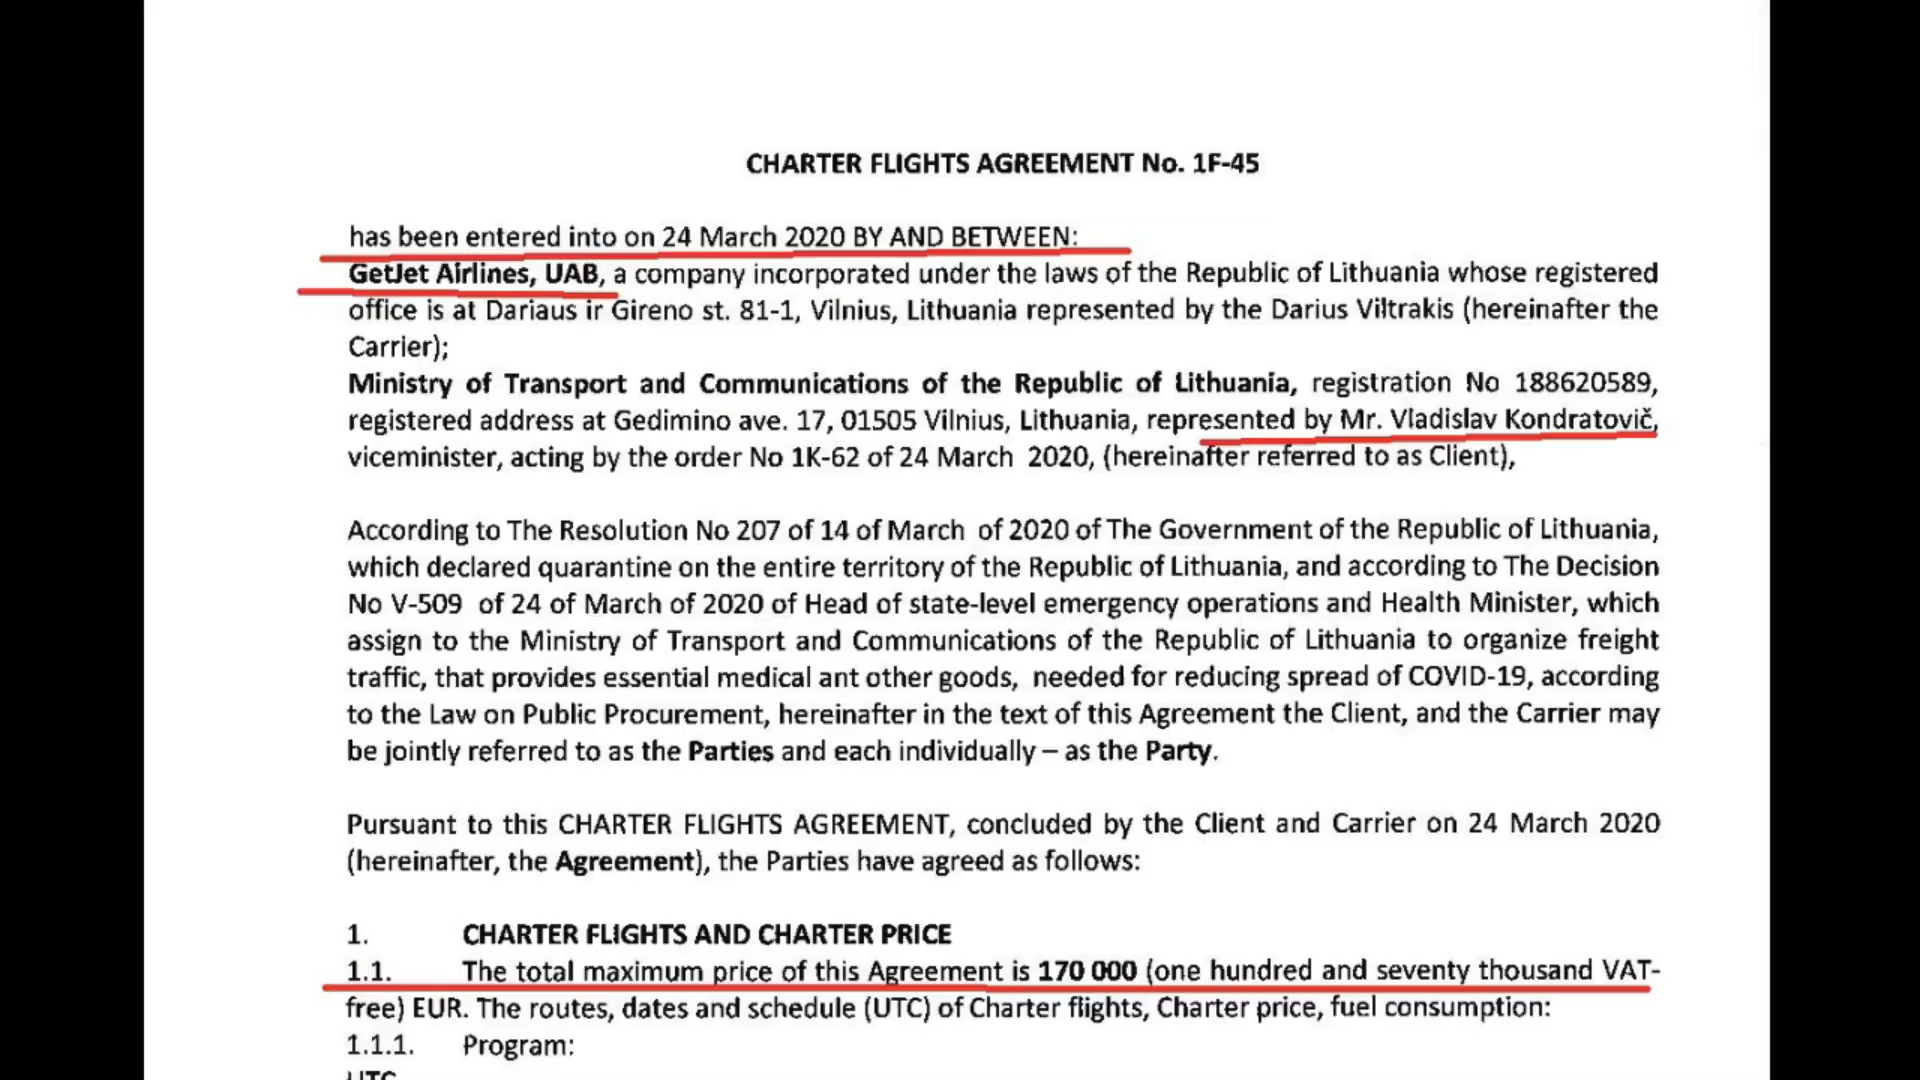 CHARTER FLIGHTS AGREEMENT No. 1F-45
has been entered into on 24 March 2020 BY AND BETWEEN:
GetJet Airlines, UAB, a company incorporated under the laws of the Republic of Lithuania whose registered
office is at Dariaus ir Gireno st. 81-1, Vilnius, Lithuania represented by the Darius Viltrakis (hereinafter the
Carrier);
Ministry of Transport and Communications of the Republic of Lithuania, registration No 188620589,
registered address at Gedimino ave. 17, 01505 Vilnius, Lithuania, represented by Mr. Vladislav Kondratovič,
viceminister, acting by the order No 1K-62 of 24 March 2020, (hereinafter referred to as Client),
According to The Resolution No 207 of 14 of March of 2020 of The Government of the Republic of Lithuania,
which declared quarantine on the entire territory of the Republic of Lithuania, and according to The Decision
No V-509 of 24 of March of 2020 of Head of state-level emergency operations and Health Minister, which
assign to the Ministry of Transport and Communications of the Republic of Lithuania to organize freight
traffic, that provides essential medical ant other goods, needed for reducing spread of COVID-19, according
to the Law on Public Procurement, hereinafter in the text of this Agreement the Client, and the Carrier may
be jointly referred to as the Parties and each individually – as the Party.
Pursuant to this CHARTER FLIGHTS AGREEMENT, concluded by the Client and Carrier on 24 March 2020
(hereinafter, the Agreement), the Parties have agreed as follows:
1. CHARTER FLIGHTS AND CHARTER PRICE
1.1. The total maximum price of this Agreement is 170 000 (one hundred and seventy thousand VAT-
free) EUR. The routes, dates and schedule (UTC) of Charter flights, Charter price, fuel consumption:
1.1.1. Program:
UTC